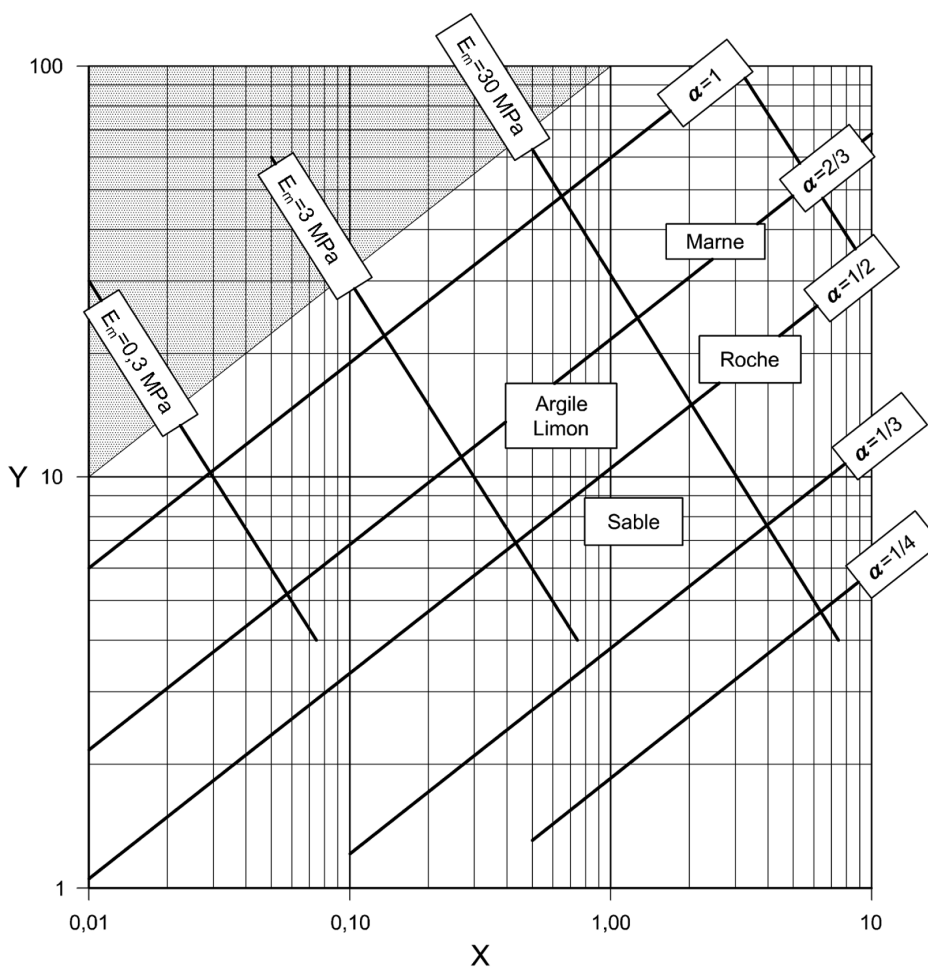 100
10
1
Y
0,01
0,10
1,00
10
X
Eₘ=0,3 MPa
Eₘ=3 MPa
Eₘ=30 MPa
α=1
α=2/3
α=1/2
α=1/3
α=1/4
Marne
Roche
Argile
Limon
Sable